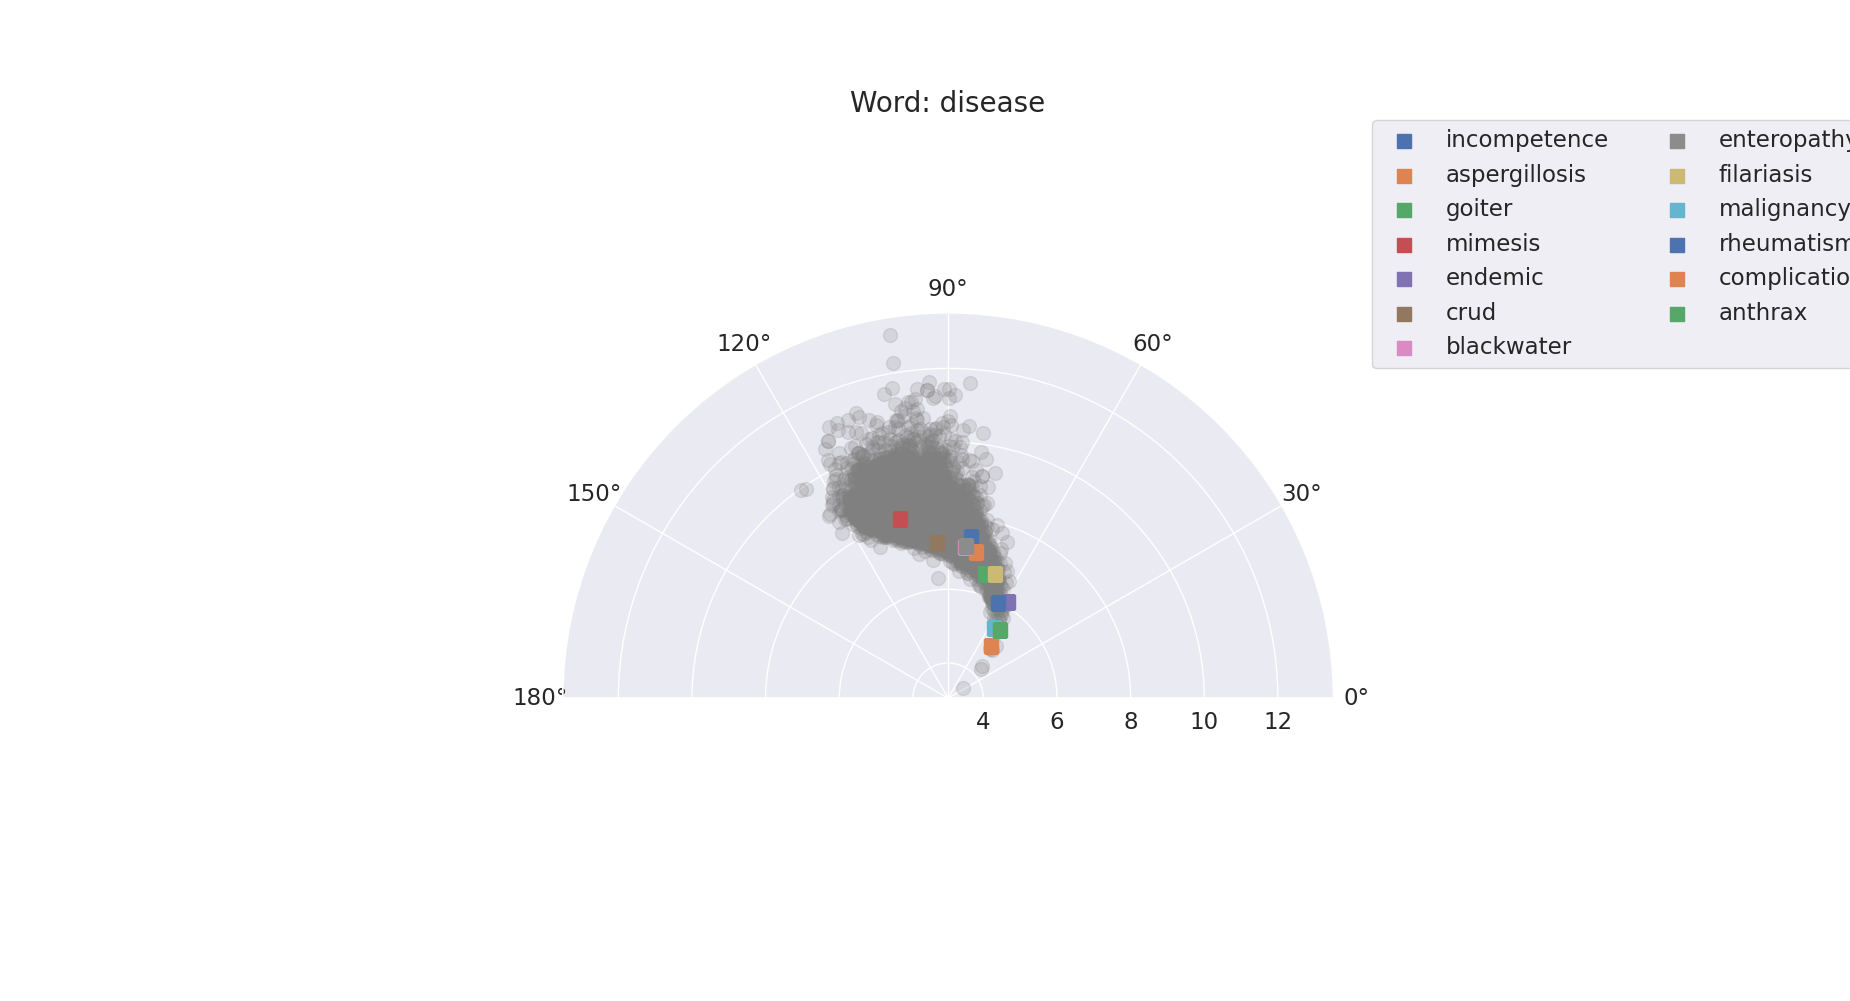 Word: disease
incompetence
aspergillosis
goiter
mimesis
endemic
crud
blackwater
enteropathy
filariasis
malignancy
rheumatism
complicatio
anthrax
90°
120°
60°
150°
30°
180°
0°
4 6 8 10 12